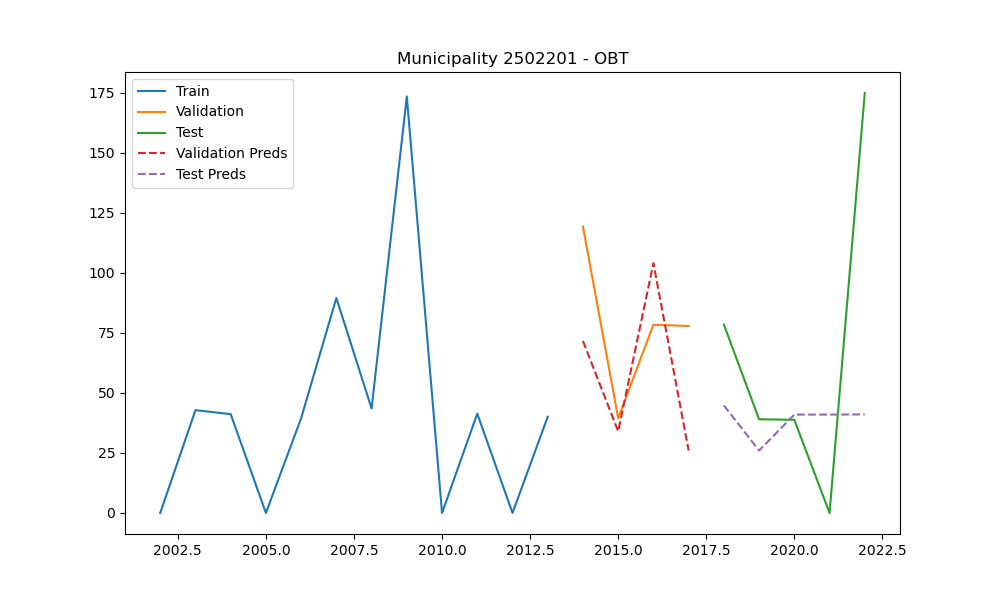 Municipality 2502201 - OBT
Train
Validation
Test
Validation Preds
Test Preds
175
150
125
100
75
50
25
0
2002.5 2005.0 2007.5 2010.0 2012.5 2015.0 2017.5 2020.0 2022.5